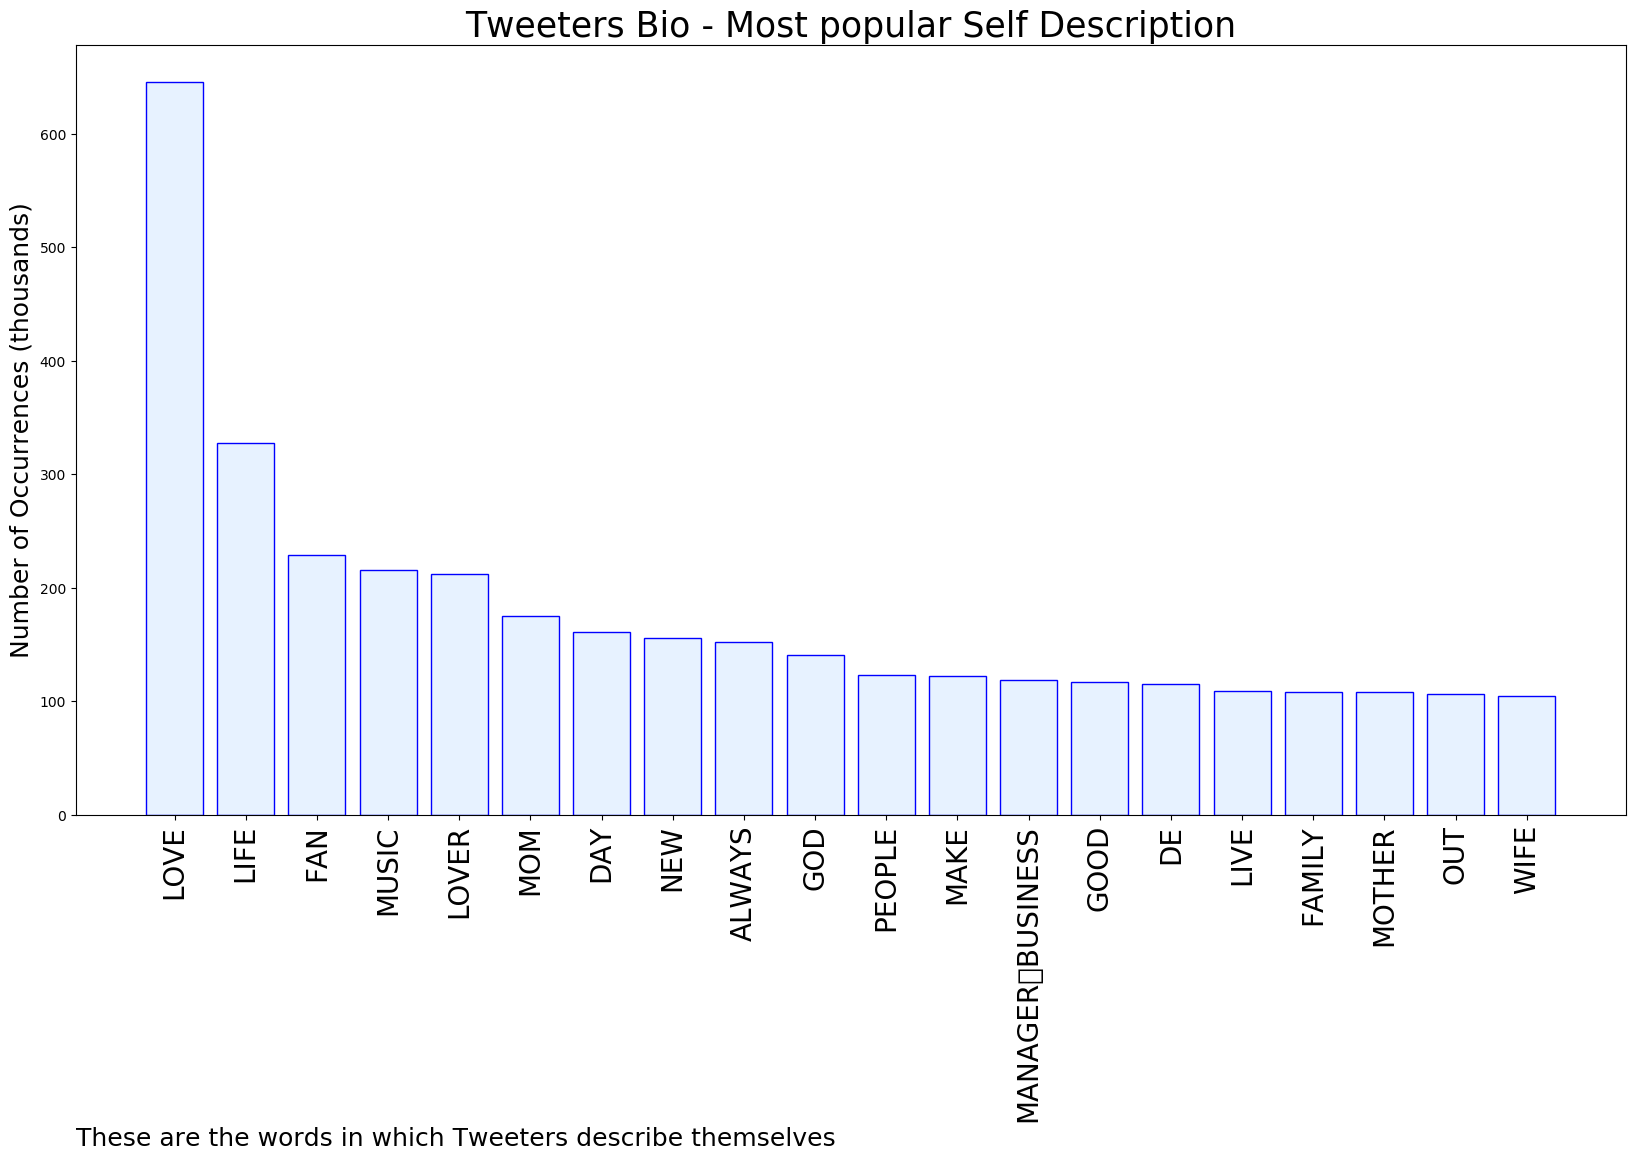 Tweeters Bio - Most popular Self Description
Number of Occurrences (thousands)
600
500
400
300
200
100
0
LOVE
LIFE
FAN
MUSIC
LOVER
MOM
DAY
NEW
ALWAYS
GOD
PEOPLE
MAKE
MANAGER▯BUSINESS
GOOD
DE
LIVE
FAMILY
MOTHER
OUT
WIFE
These are the words in which Tweeters describe themselves